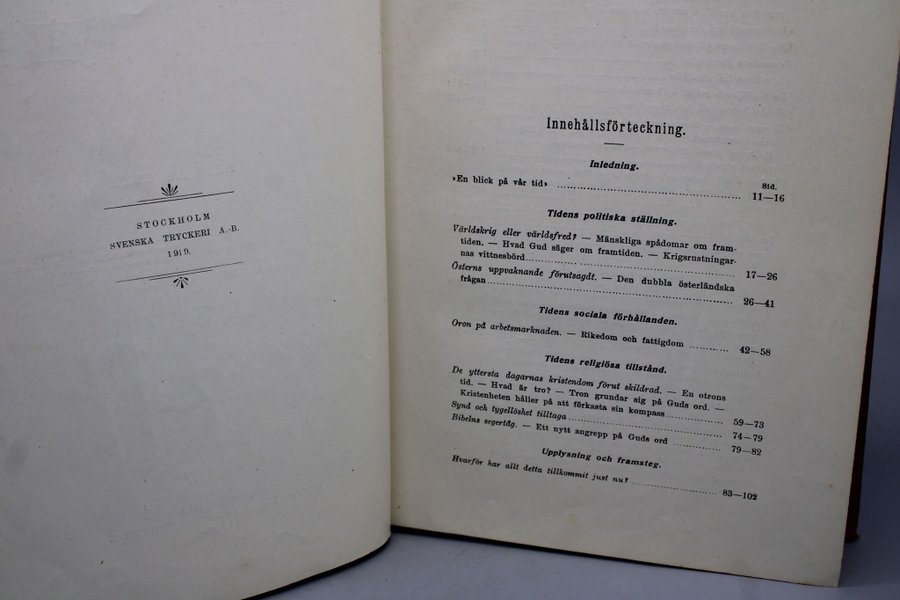 STOCKHOLM
SVENSKA TRYCKERI A.-B.
1919.
Innehållsförteckning.
Inledning.
Sid.
›En blick på vår tid› 11—16
Tidens politiska ställning.
Världskrig eller världsfred? — Mänskliga spådomar om fram-
tiden. — Hvad Gud säger om framtiden. — Krigsrustningar-
nas vittnesbörd 17—26
Österns uppvaknande förutsagdt. — Den dubbla österländska
frågan 26—41
Tidens sociala förhållanden.
Oron på arbetsmarknaden. — Rikedom och fattigdom 42—58
Tidens religiösa tillstånd.
De yttersta dagarnas kristendom förut skildrad. — En otrons
tid. — Hvad är tro? — Tron grundar sig på Guds ord. —
Kristenheten håller på att förkasta sin kompass 59—73
Synd och tygellöshet tilltaga 74—79
Bibelns segertåg. — Ett nytt angrepp på Guds ord 79—82
Upplysning och framsteg.
Hvarför har allt detta tillkommit just nu? 83—102